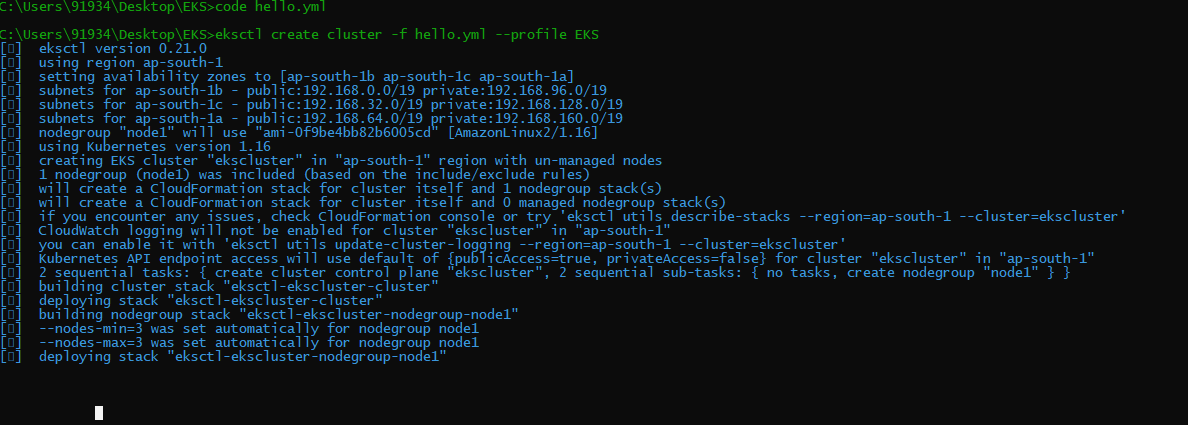 C:\Users\91934\Desktop\EKS>code hello.yml
C:\Users\91934\Desktop\EKS>eksctl create cluster -f hello.yml --profile EKS
[▯]  eksctl version 0.21.0
[▯]  using region ap-south-1
[▯]  setting availability zones to [ap-south-1b ap-south-1c ap-south-1a]
[▯]  subnets for ap-south-1b - public:192.168.0.0/19 private:192.168.96.0/19
[▯]  subnets for ap-south-1c - public:192.168.32.0/19 private:192.168.128.0/19
[▯]  subnets for ap-south-1a - public:192.168.64.0/19 private:192.168.160.0/19
[▯]  nodegroup "node1" will use "ami-0f9be4bb82b6005cd" [AmazonLinux2/1.16]
[▯]  using Kubernetes version 1.16
[▯]  creating EKS cluster "ekscluster" in "ap-south-1" region with un-managed nodes
[▯]  1 nodegroup (node1) was included (based on the include/exclude rules)
[▯]  will create a CloudFormation stack for cluster itself and 1 nodegroup stack(s)
[▯]  will create a CloudFormation stack for cluster itself and 0 managed nodegroup stack(s)
[▯]  if you encounter any issues, check CloudFormation console or try 'eksctl utils describe-stacks --region=ap-south-1 --cluster=ekscluster'
[▯]  CloudWatch logging will not be enabled for cluster "ekscluster" in "ap-south-1"
[▯]  you can enable it with 'eksctl utils update-cluster-logging --region=ap-south-1 --cluster=ekscluster'
[▯]  Kubernetes API endpoint access will use default of {publicAccess=true, privateAccess=false} for cluster "ekscluster" in "ap-south-1"
[▯]  2 sequential tasks: { create cluster control plane "ekscluster", 2 sequential sub-tasks: { no tasks, create nodegroup "node1" } }
[▯]  building cluster stack "eksctl-ekscluster-cluster"
[▯]  deploying stack "eksctl-ekscluster-cluster"
[▯]  building nodegroup stack "eksctl-ekscluster-nodegroup-node1"
[▯]  --nodes-min=3 was set automatically for nodegroup node1
[▯]  --nodes-max=3 was set automatically for nodegroup node1
[▯]  deploying stack "eksctl-ekscluster-nodegroup-node1"